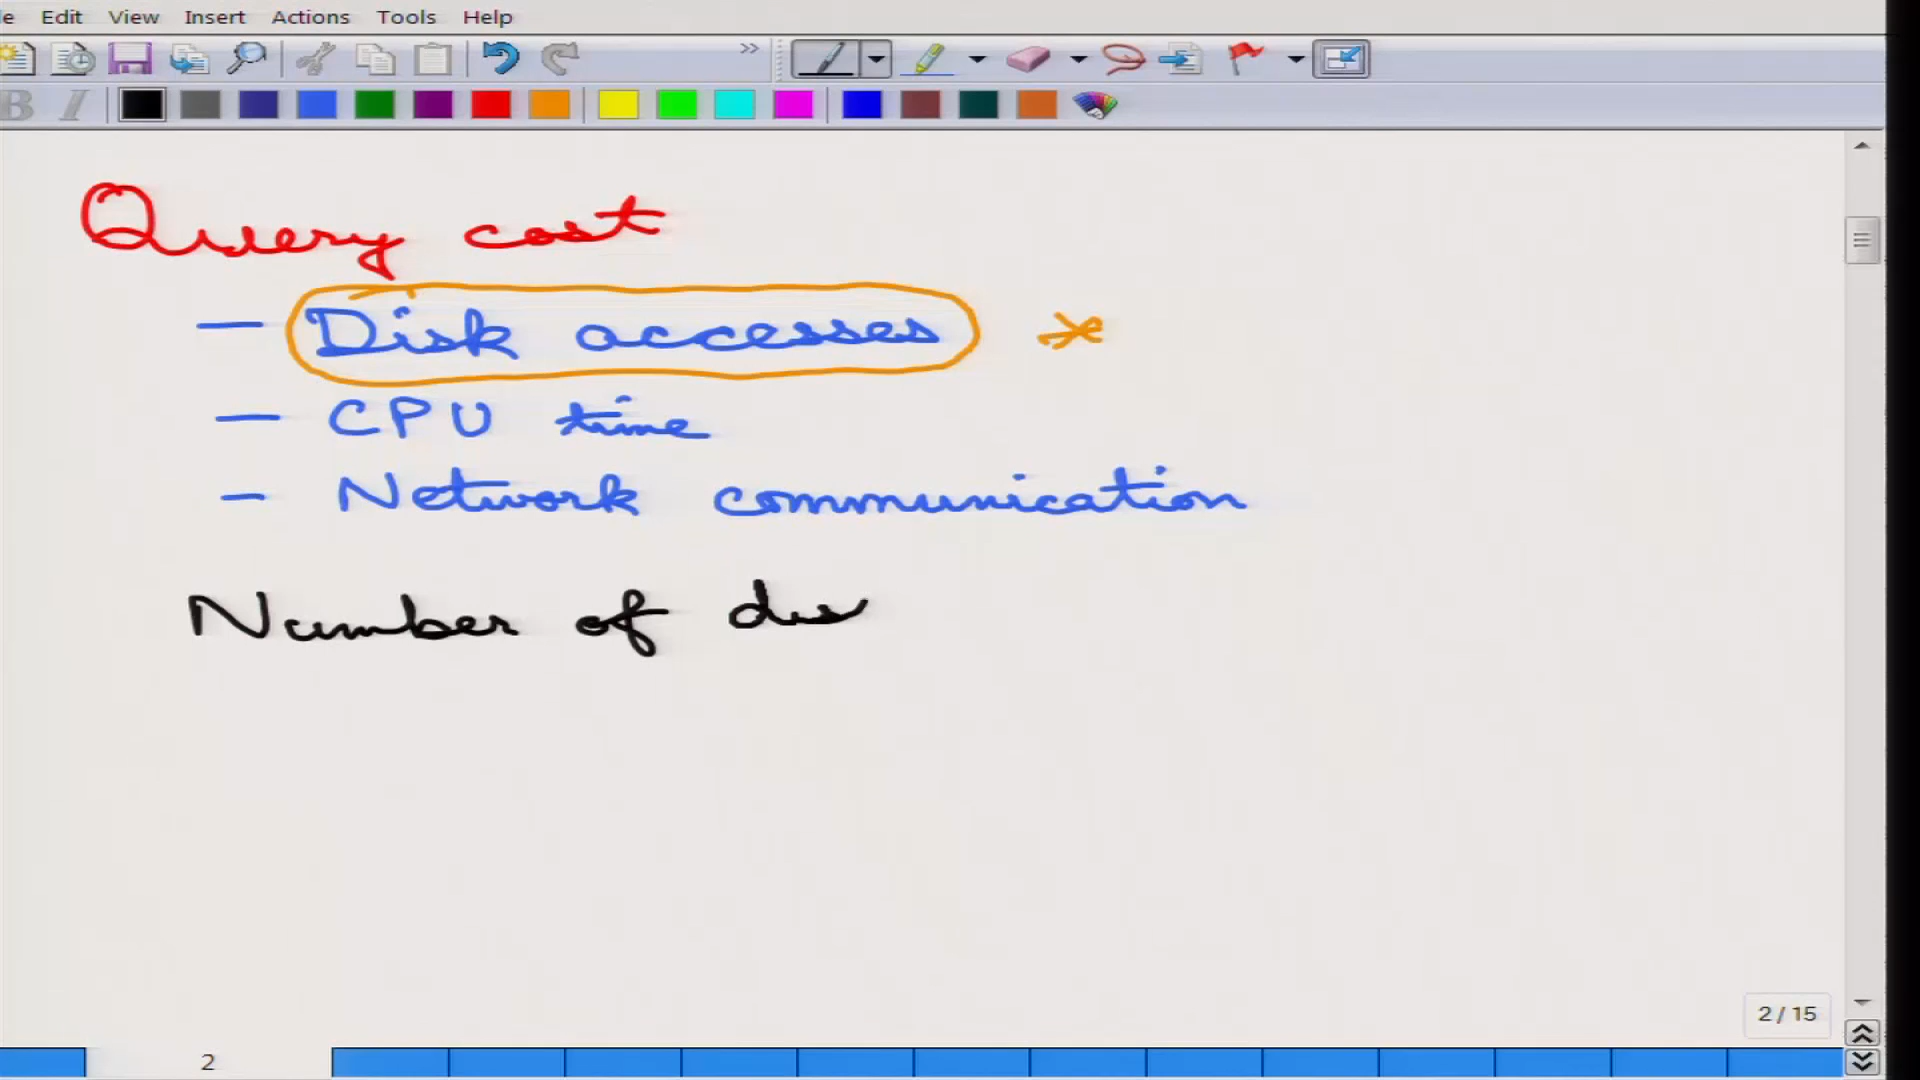 Edit View Insert Actions Tools Help
B I
Query cost
– Disk accesses *
– CPU time
– Network communication
Number of dis
2 / 15
2